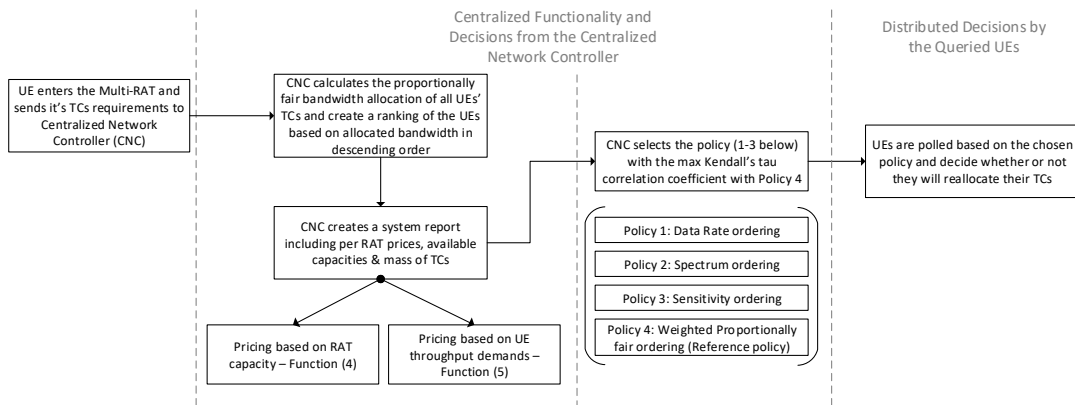 Centralized Functionality and
Decisions from the Centralized
Network Controller
Distributed Decisions by
the Queried UEs
UE enters the Multi-RAT and
sends it's TCs requirements to
Centralized Network
Controller (CNC)
CNC calculates the proportionally
fair bandwidth allocation of all UEs'
TCs and create a ranking of the UEs
based on allocated bandwidth in
descending order
CNC creates a system report
including per RAT prices, available
capacities & mass of TCs
Pricing based on RAT
capacity – Function (4)
Pricing based on UE
throughput demands –
Function (5)
CNC selects the policy (1-3 below)
with the max Kendall's tau
correlation coefficient with Policy 4
Policy 1: Data Rate ordering
Policy 2: Spectrum ordering
Policy 3: Sensitivity ordering
Policy 4: Weighted Proportionally
fair ordering (Reference policy)
UEs are polled based on the chosen
policy and decide whether or not
they will reallocate their TCs